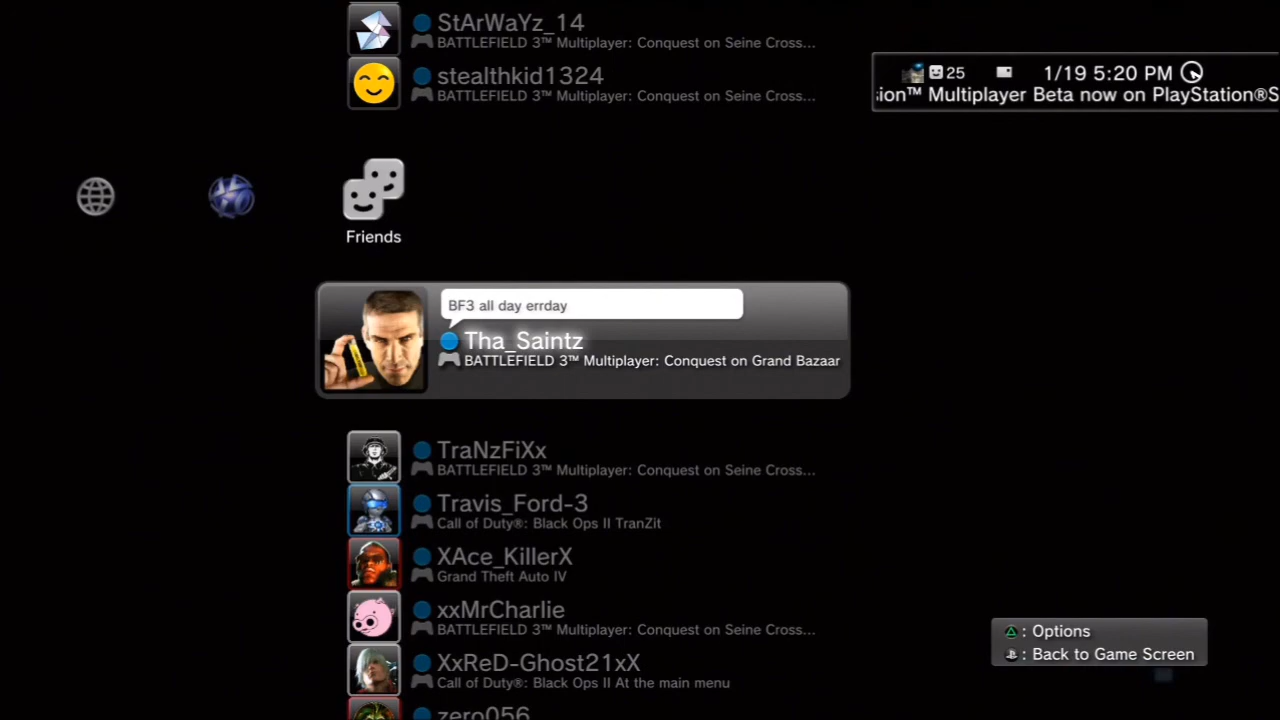 StArWaYz_14
BATTLEFIELD 3™ Multiplayer: Conquest on Seine Cross...
stealthkid1324
BATTLEFIELD 3™ Multiplayer: Conquest on Seine Cross...
25 1/19 5:20 PM
ion™ Multiplayer Beta now on PlayStation®S
Friends
BF3 all day errday
Tha_Saintz
BATTLEFIELD 3™ Multiplayer: Conquest on Grand Bazaar
TraNzFiXx
BATTLEFIELD 3™ Multiplayer: Conquest on Seine Cross...
Travis_Ford-3
Call of Duty®: Black Ops II TranZit
XAce_KillerX
Grand Theft Auto IV
xxMrCharlie
BATTLEFIELD 3™ Multiplayer: Conquest on Seine Cross...
XxReD-Ghost21xX
Call of Duty®: Black Ops II At the main menu
zero056
: Options
: Back to Game Screen